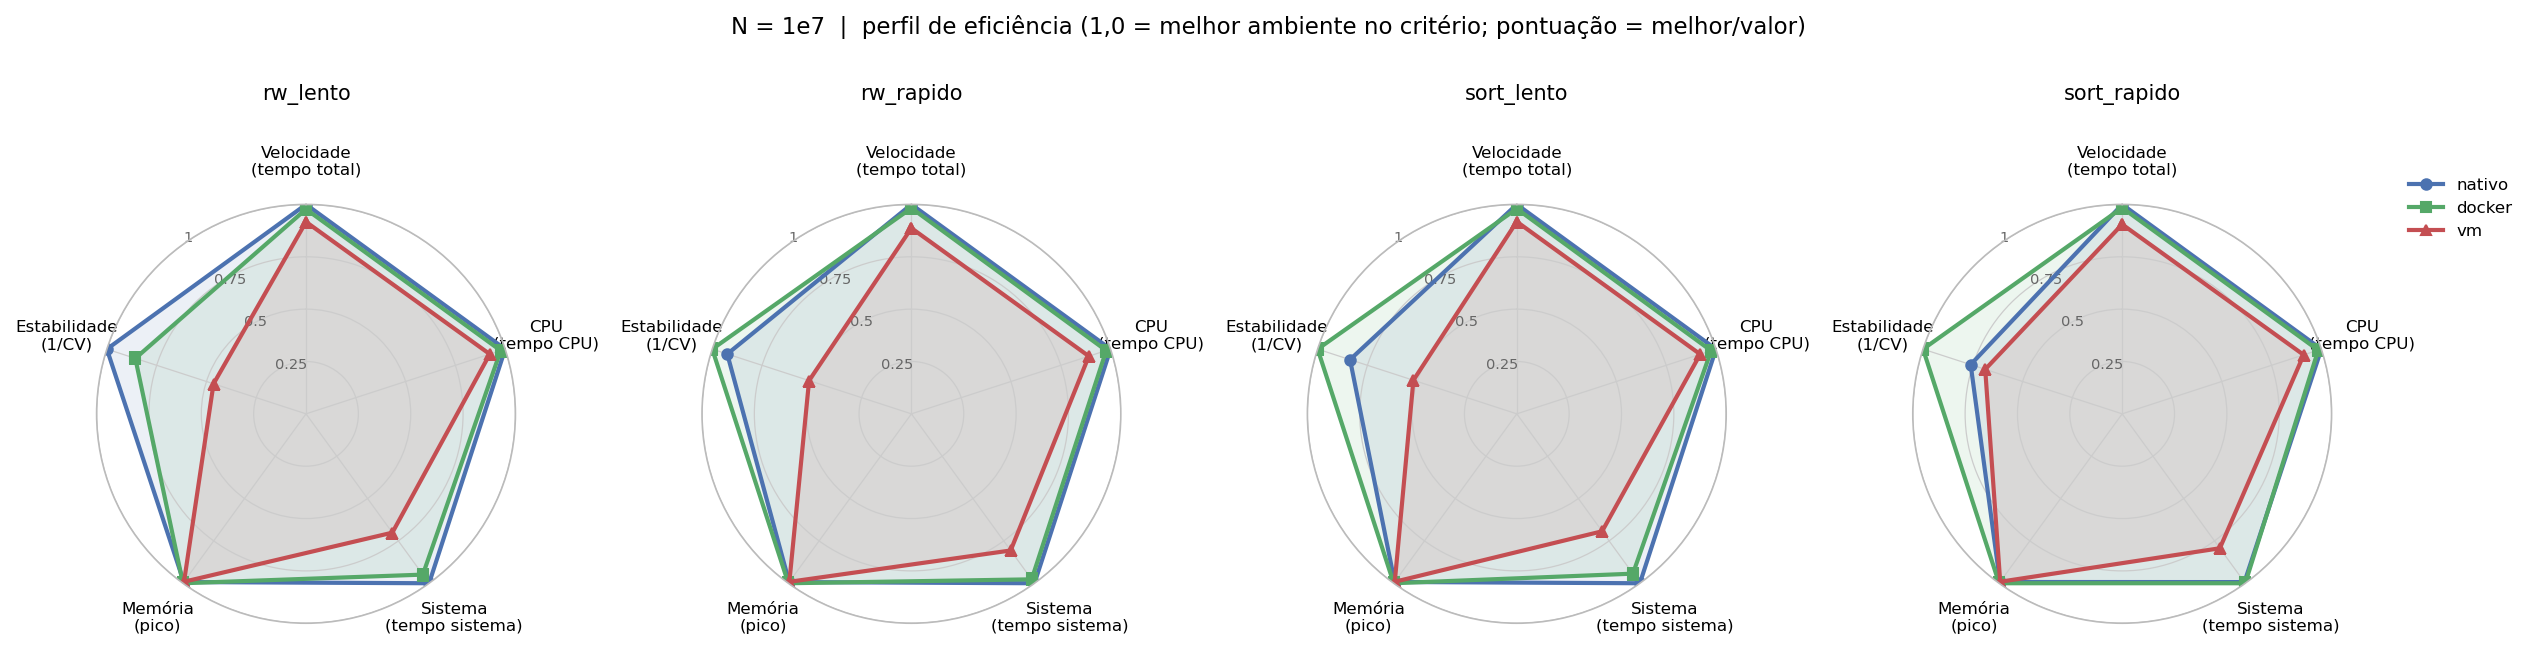 N = 1e7  |  perfil de eficiência (1,0 = melhor ambiente no critério; pontuação = melhor/valor)
rw_lento
Velocidade
(tempo total)
1
0.75
0.5
0.25
Estabilidade
(1/CV)
CPU
(tempo CPU)
Memória
(pico)
Sistema
(tempo sistema)
rw_rapido
Velocidade
(tempo total)
1
0.75
0.5
0.25
Estabilidade
(1/CV)
CPU
(tempo CPU)
Memória
(pico)
Sistema
(tempo sistema)
sort_lento
Velocidade
(tempo total)
1
0.75
0.5
0.25
Estabilidade
(1/CV)
CPU
(tempo CPU)
Memória
(pico)
Sistema
(tempo sistema)
sort_rapido
Velocidade
(tempo total)
1
0.75
0.5
0.25
Estabilidade
(1/CV)
CPU
(tempo CPU)
Memória
(pico)
Sistema
(tempo sistema)
nativo
docker
vm